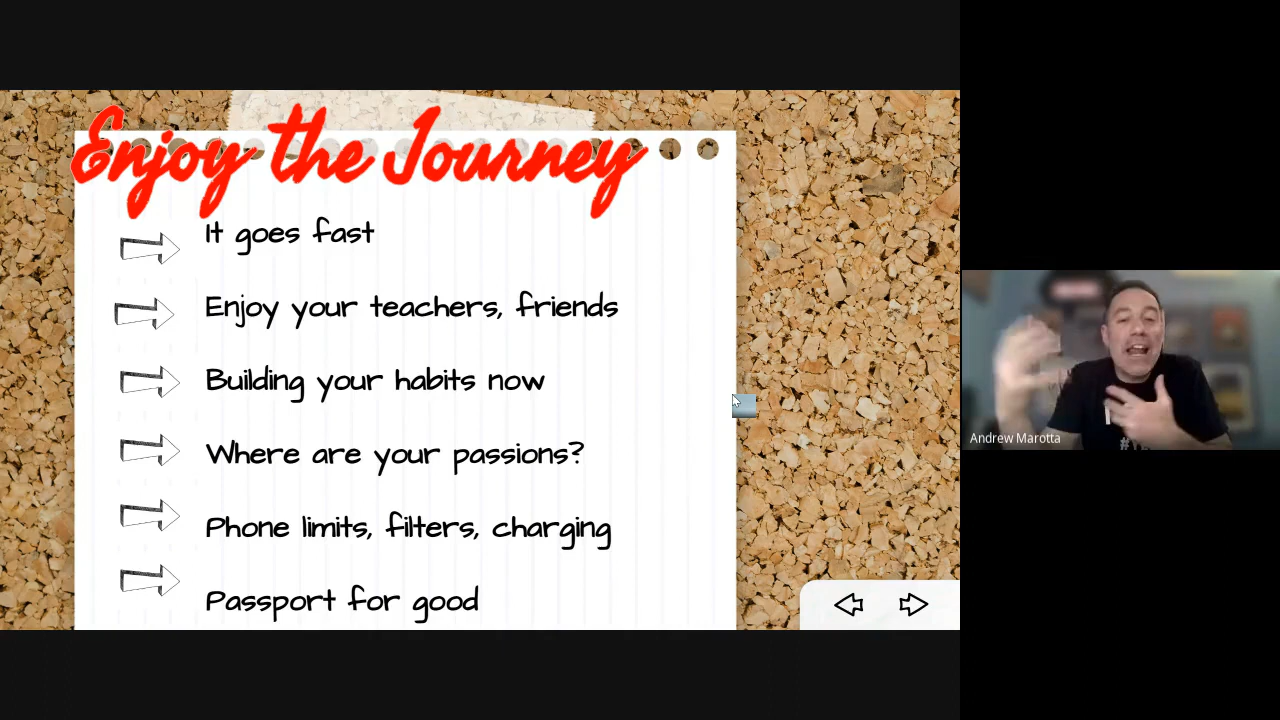 Enjoy the Journey
It goes fast
Enjoy your teachers, friends
Building your habits now
Where are your passions?
Phone limits, filters, charging
Passport for good
Andrew Marotta